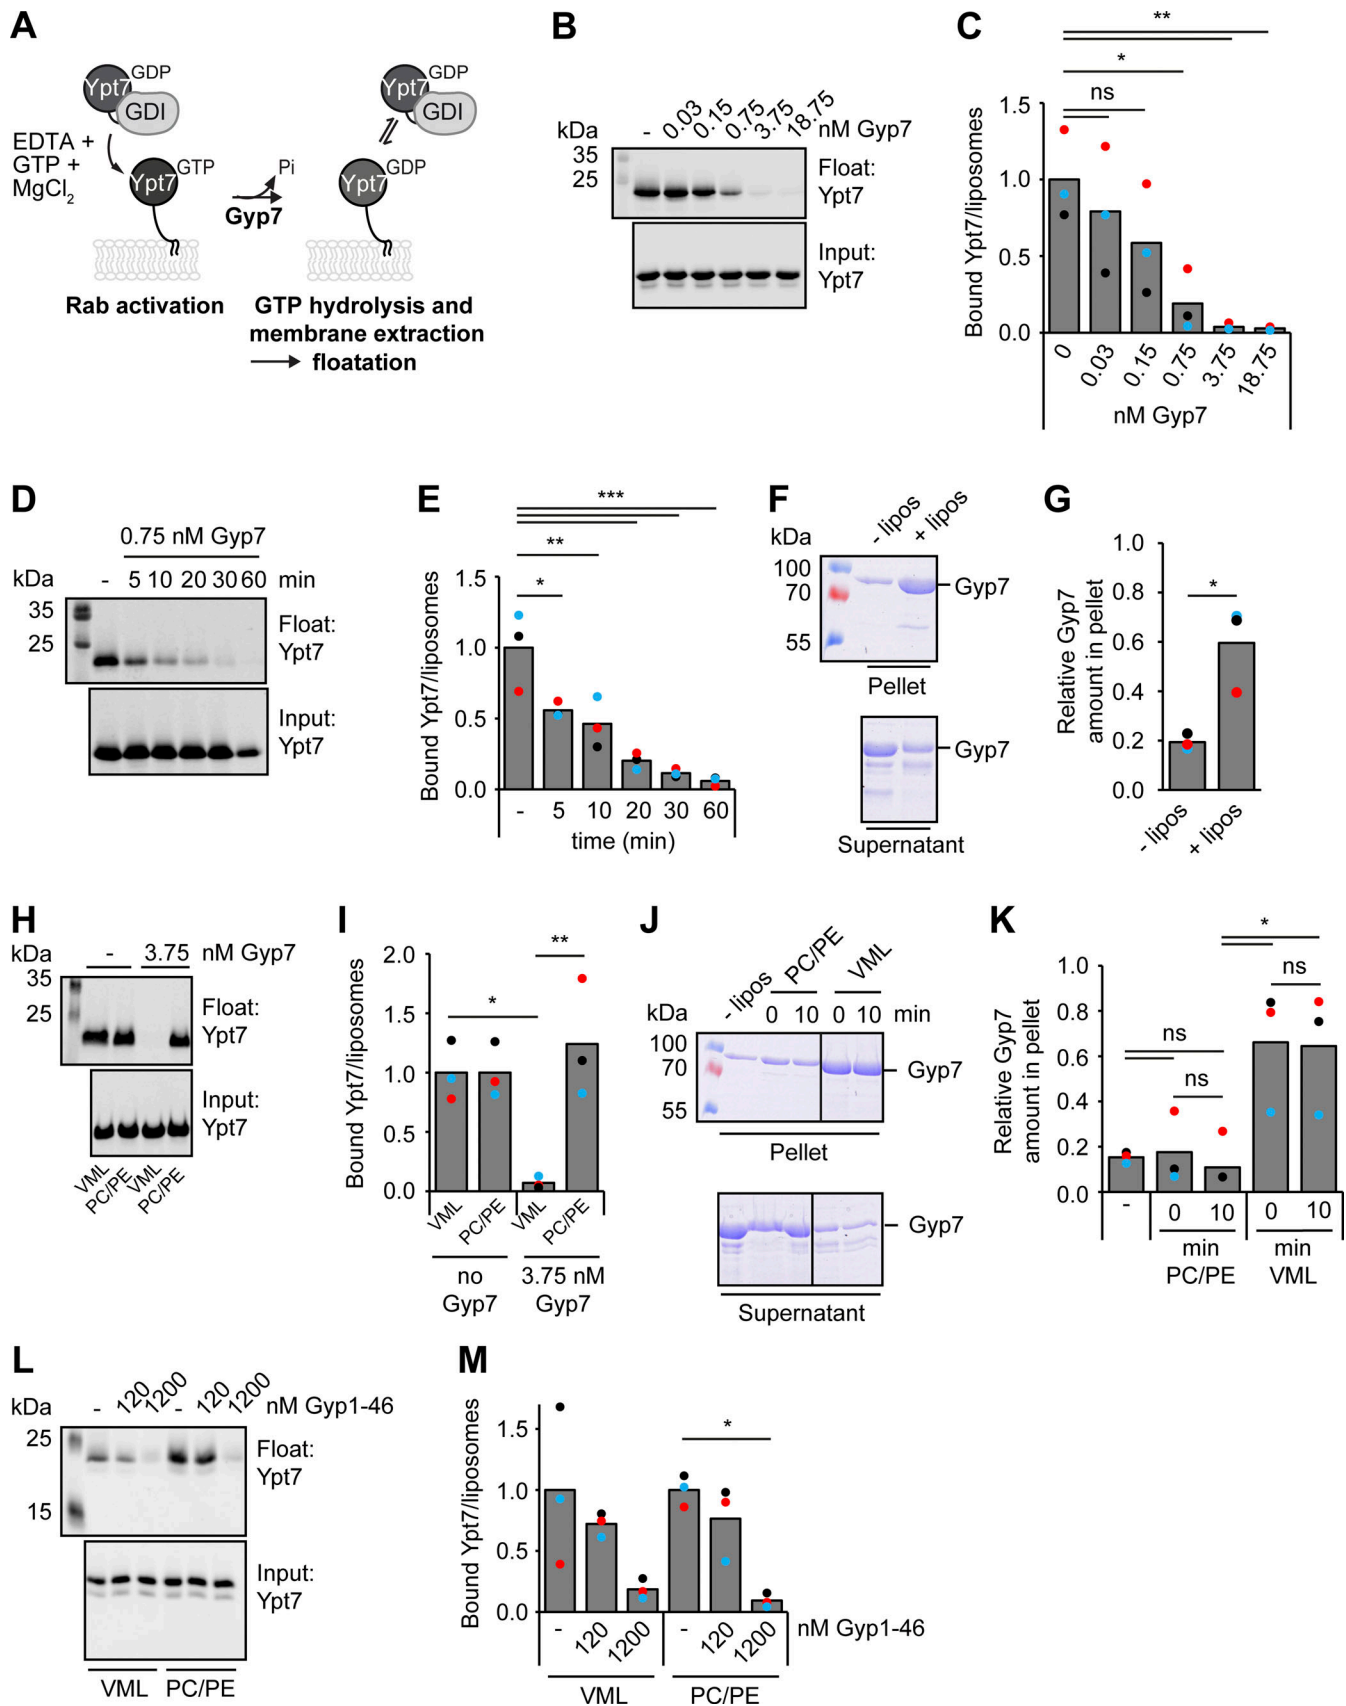 A
Ypt7
GDP
GDI
EDTA +
GTP +
MgCl2
Ypt7
GTP
Pi
Gyp7
Ypt7
GDP
GDI
Ypt7
GDP
Rab activation
GTP hydrolysis and
membrane extraction
floatation
B
kDa
- 0.03 0.15 0.75 3.75 18.75
nM Gyp7
35
25
Float:
Ypt7
Input:
Ypt7
C
**
*
ns
Bound Ypt7/liposomes
1.5
1.0
0.5
0.0
0 0.03 0.15 0.75 3.75 18.75
nM Gyp7
D
0.75 nM Gyp7
kDa - 5 10 20 30 60 min
35
25
Float:
Ypt7
Input:
Ypt7
E
***
**
*
Bound Ypt7/liposomes
1.5
1.0
0.5
0.0
- 5 10 20 30 60
time (min)
F
kDa
- lipos + lipos
100
70
55
Gyp7
Pellet
Gyp7
Supernatant
G
Relative Gyp7
amount in pellet
1.0
0.8
0.6
0.4
0.2
0.0
*
- lipos + lipos
H
kDa - 3.75 nM Gyp7
35
25
Float:
Ypt7
Input:
Ypt7
VML PC/PE VML PC/PE
I
**
*
Bound Ypt7/liposomes
2.0
1.5
1.0
0.5
0.0
VML PC/PE VML PC/PE
no
Gyp7
3.75 nM
Gyp7
J
- lipos PC/PE VML
kDa 0 10 0 10 min
100
70
55
Gyp7
Pellet
Gyp7
Supernatant
K
*
ns
ns
ns
Relative Gyp7
amount in pellet
1.0
0.8
0.6
0.4
0.2
0.0
- 0 10 0 10
min min
PC/PE VML
L
kDa - 120 1200 - 120 1200 nM Gyp1-46
25
15
Float:
Ypt7
Input:
Ypt7
VML PC/PE
M
*
Bound Ypt7/liposomes
1.5
1.0
0.5
0.0
- 120 1200 - 120 1200 nM Gyp1-46
VML PC/PE